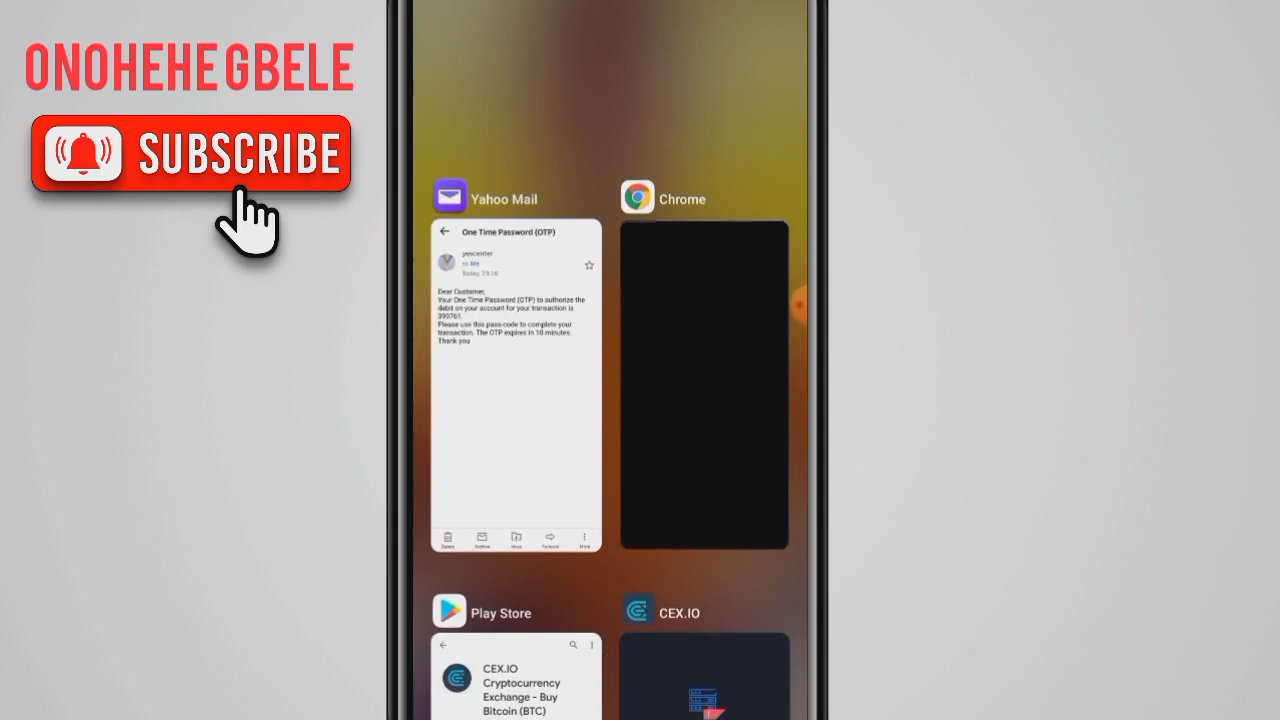 ONOHEHE GBELE
SUBSCRIBE
Yahoo Mail
Chrome
One Time Password (OTP)
yescenter
to Me
Today, 23:30
Dear Customer,
Your One Time Password (OTP) to authorize the
debit on your account for your transaction is
399761.
Please use this pass-code to complete your
transaction. The OTP expires in 10 minutes.
Thank you
Delete Archive Move Forward More
Play Store
CEX.IO
CEX.IO
Cryptocurrency
Exchange - Buy
Bitcoin (BTC)